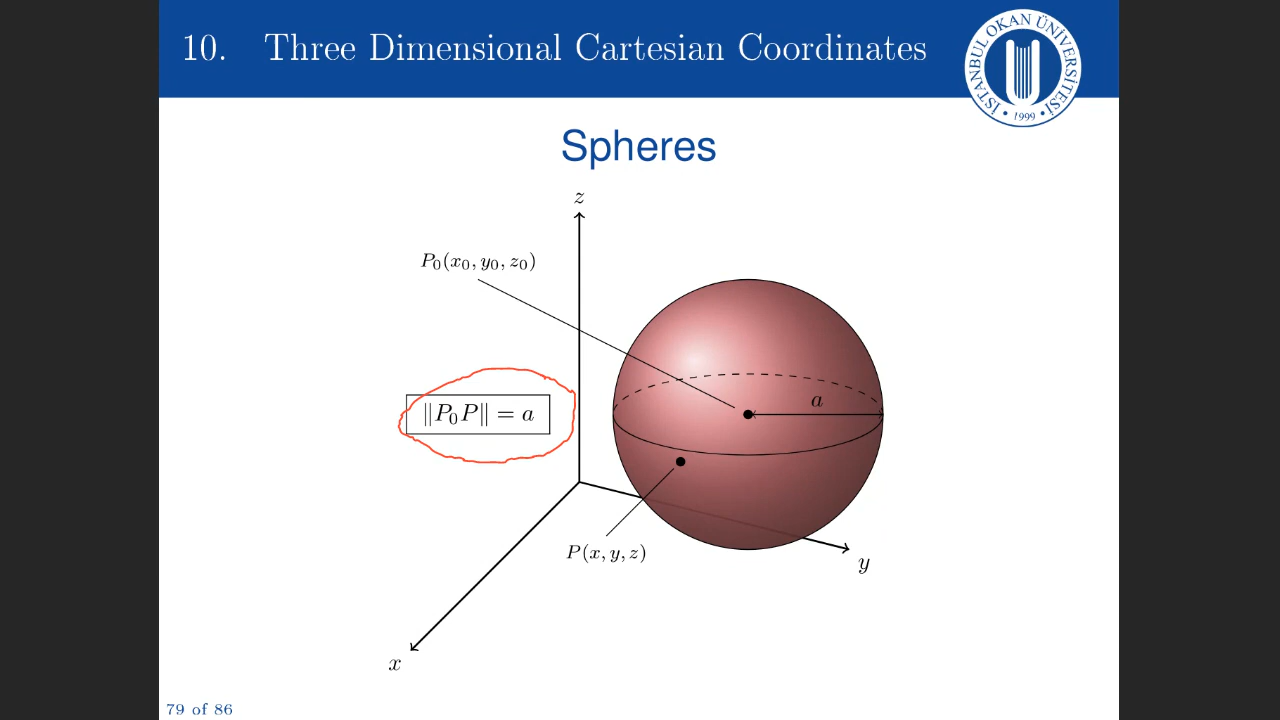 10. Three Dimensional Cartesian Coordinates
İSTANBUL OKAN ÜNİVERSİTESİ
• 1999 •
Spheres
z
P₀(x₀, y₀, z₀)
a
‖P₀P‖ = a
P(x, y, z)
y
x
79 of 86